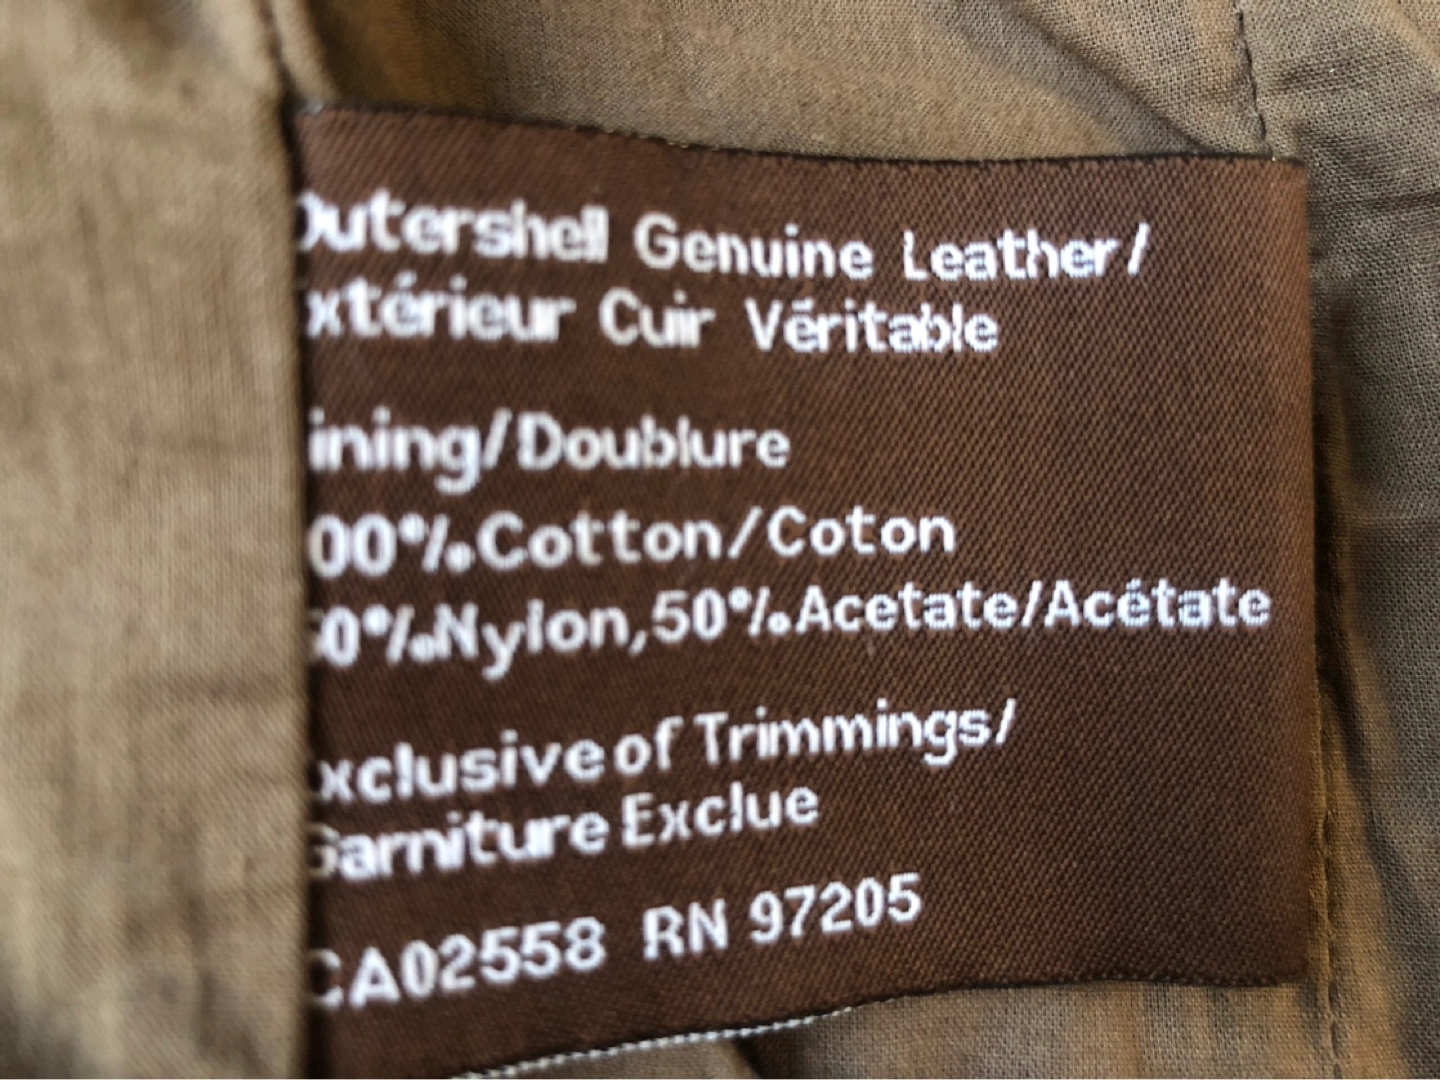 Outershell Genuine Leather/
xtérieur Cuir Véritable
ining/Doublure
00% Cotton/Coton
50% Nylon, 50% Acetate/Acétate
xclusive of Trimmings/
Garniture Exclue
CA02558 RN 97205